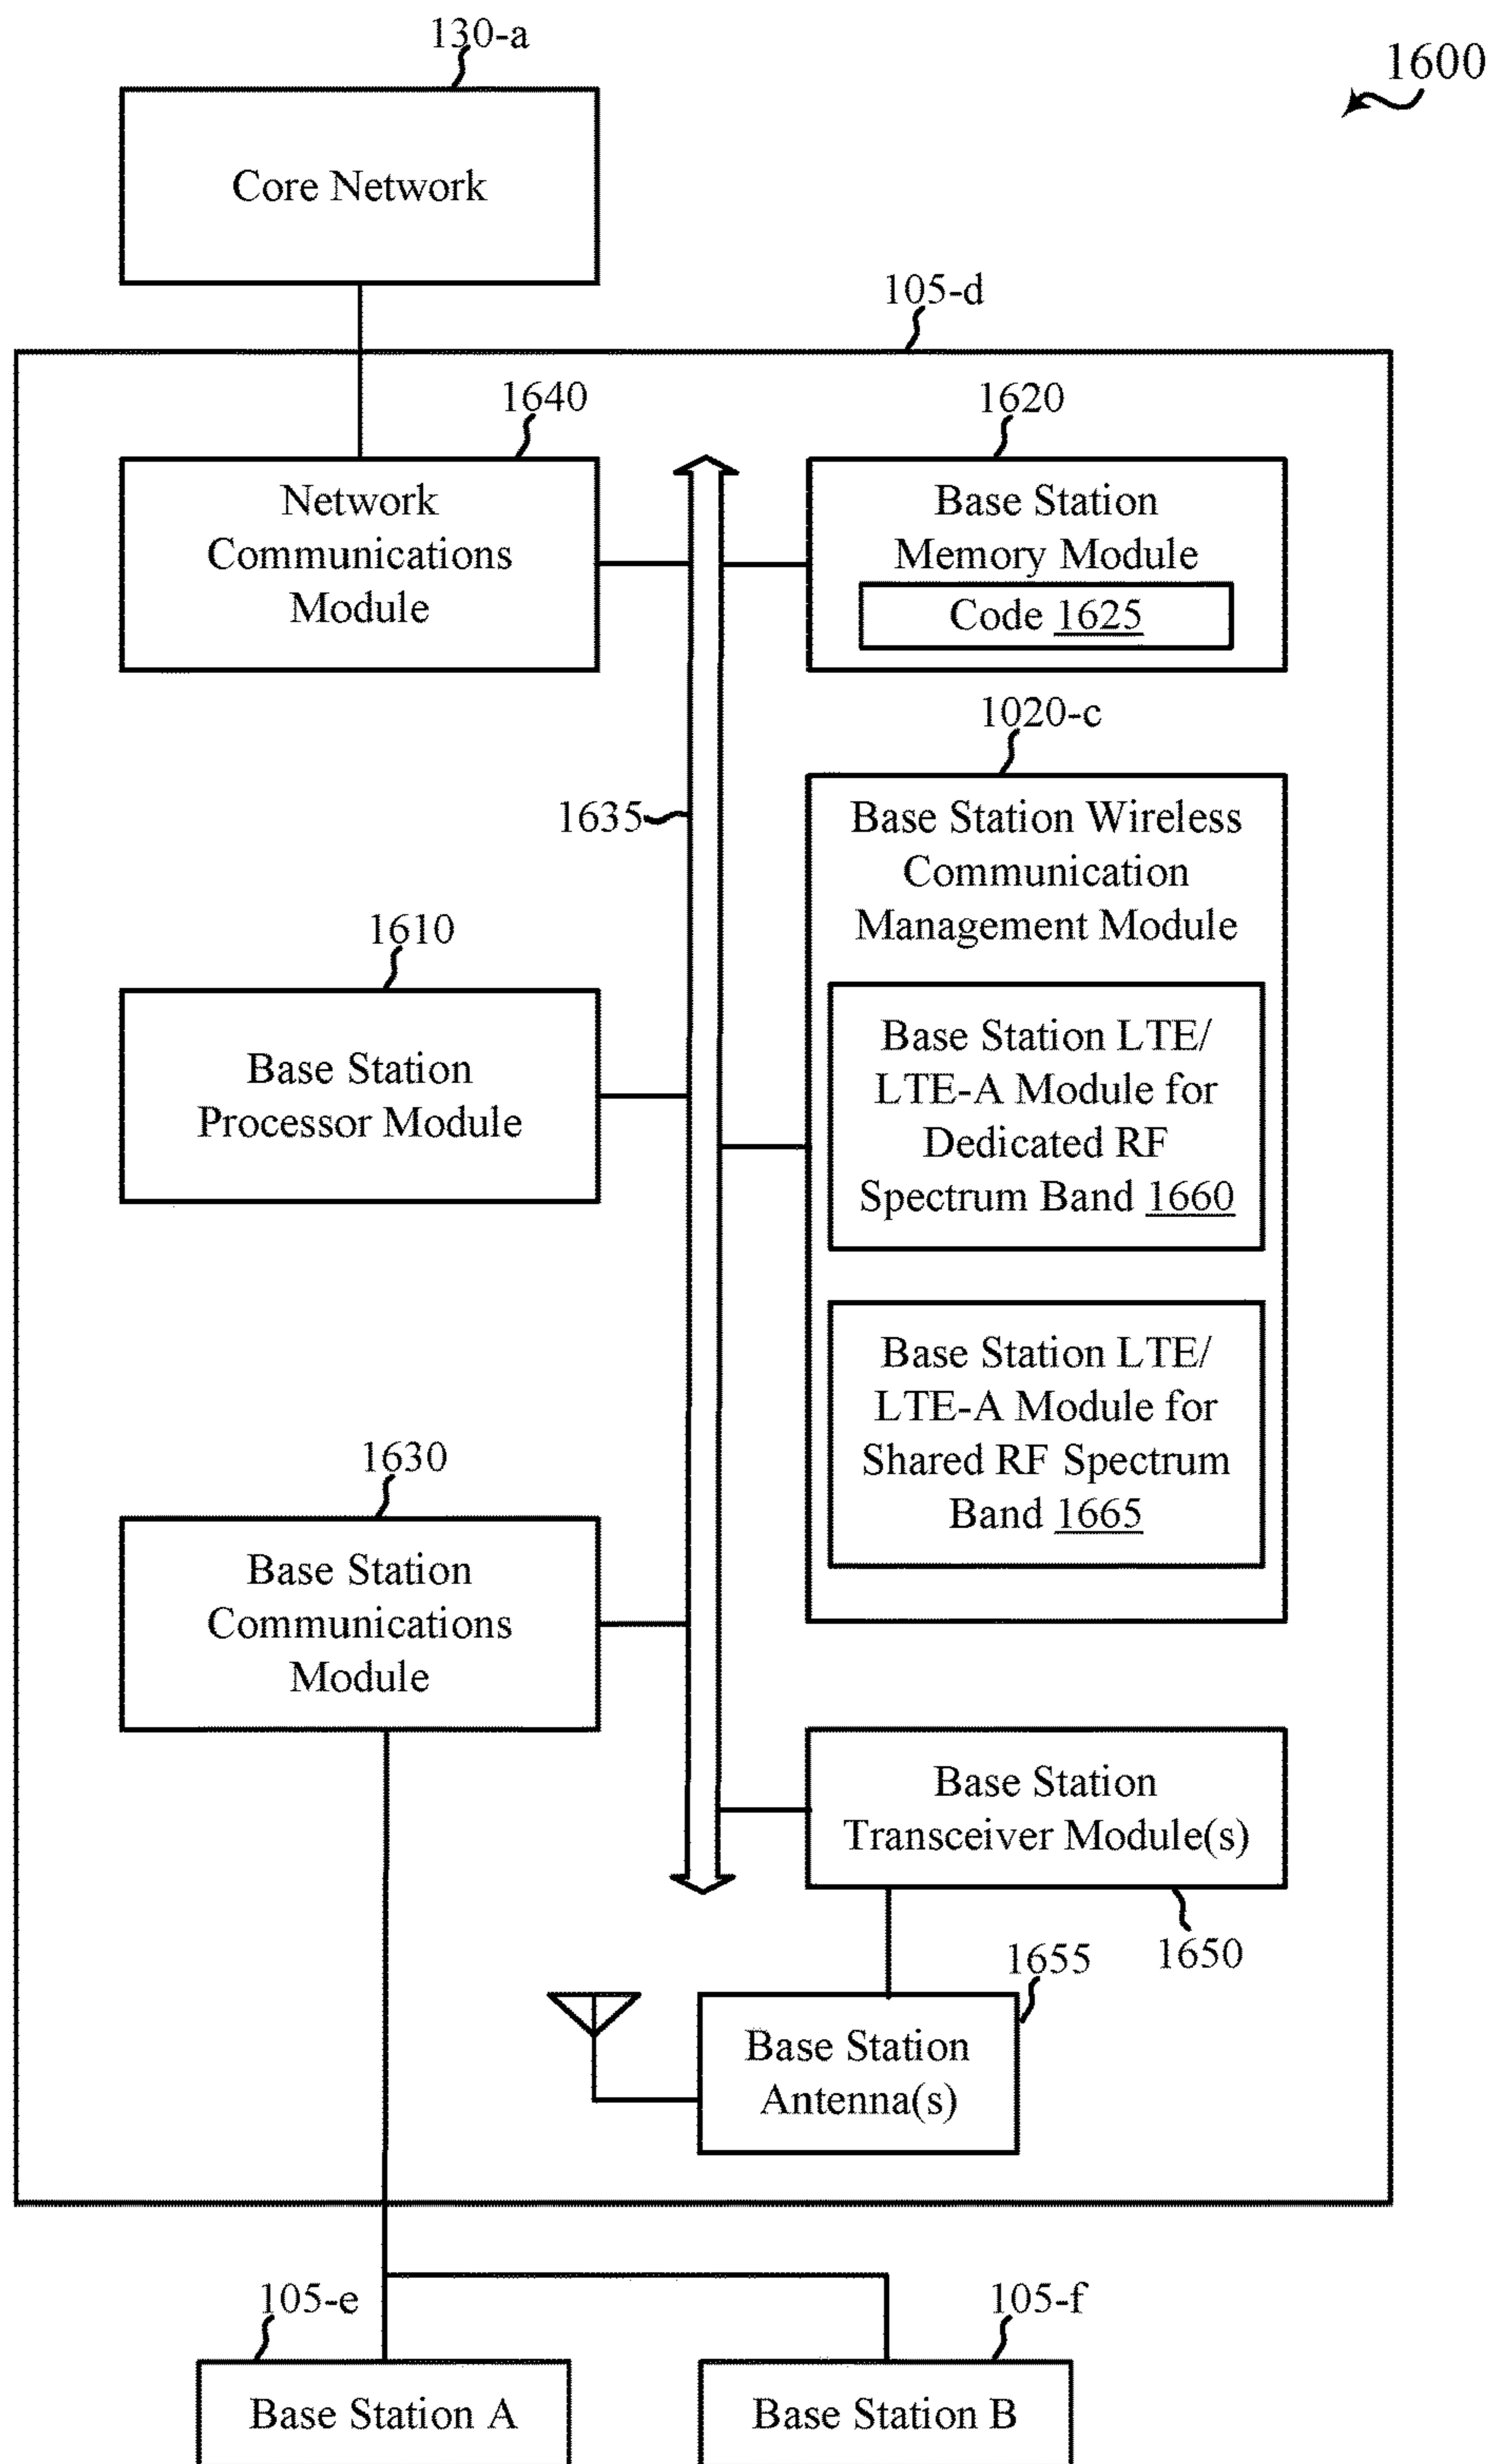 130-a
1600
Core Network
105-d
1640
1620
Network
Communications
Module
Base Station
Memory Module
Code 1625
1020-c
1635
Base Station Wireless
Communication
Management Module
1610
Base Station
Processor Module
Base Station LTE/
LTE-A Module for
Dedicated RF
Spectrum Band 1660
Base Station LTE/
LTE-A Module for
Shared RF Spectrum
Band 1665
1630
Base Station
Communications
Module
Base Station
Transceiver Module(s)
1650
1655
Base Station
Antenna(s)
105-e
105-f
Base Station A
Base Station B